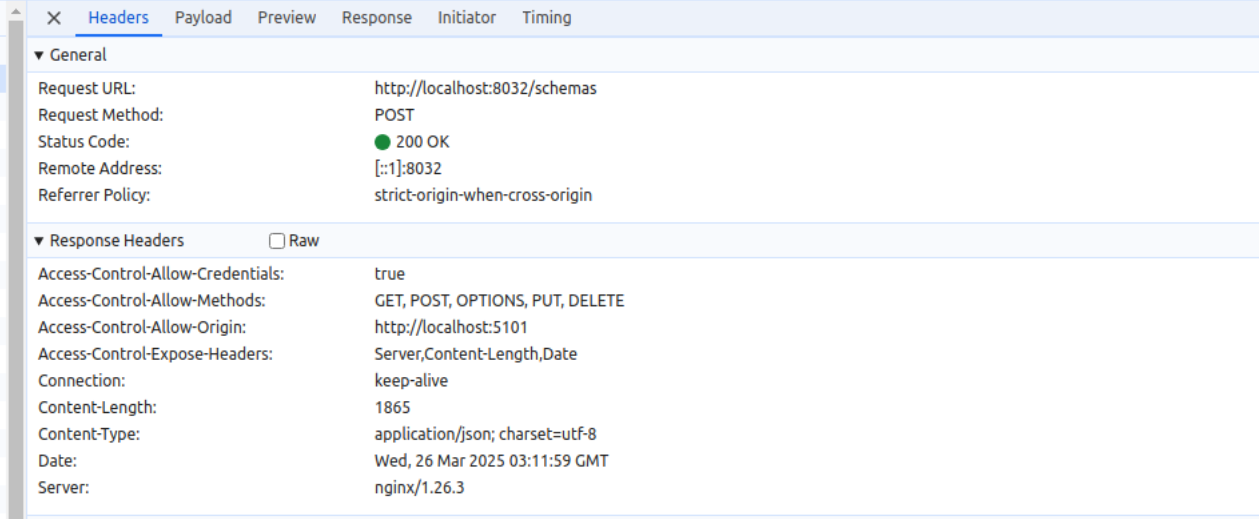 Headers Payload Preview Response Initiator Timing
General
Request URL: http://localhost:8032/schemas
Request Method: POST
Status Code: 200 OK
Remote Address: [::1]:8032
Referrer Policy: strict-origin-when-cross-origin
Response Headers Raw
Access-Control-Allow-Credentials: true
Access-Control-Allow-Methods: GET, POST, OPTIONS, PUT, DELETE
Access-Control-Allow-Origin: http://localhost:5101
Access-Control-Expose-Headers: Server,Content-Length,Date
Connection: keep-alive
Content-Length: 1865
Content-Type: application/json; charset=utf-8
Date: Wed, 26 Mar 2025 03:11:59 GMT
Server: nginx/1.26.3